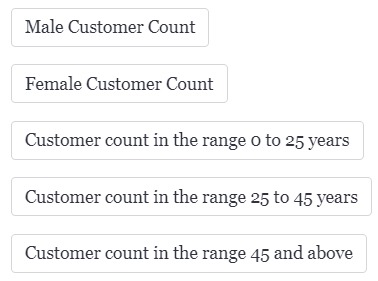 Male Customer Count
Female Customer Count
Customer count in the range 0 to 25 years
Customer count in the range 25 to 45 years
Customer count in the range 45 and above